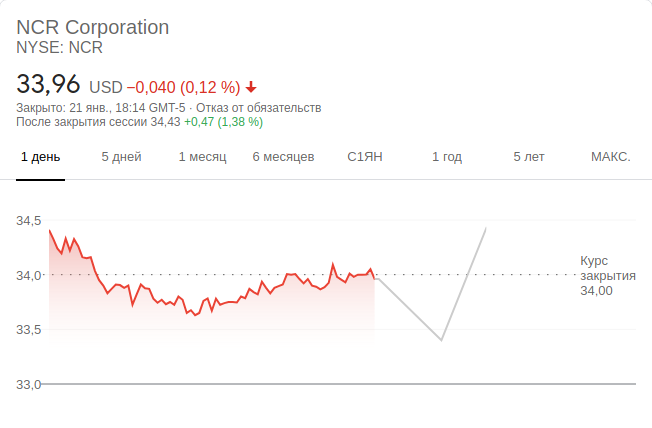 NCR Corporation
NYSE: NCR
33,96 USD −0,040 (0,12 %)
Закрыто: 21 янв., 18:14 GMT-5 · Отказ от обязательств
После закрытия сессии 34,43 +0,47 (1,38 %)
1 день 5 дней 1 месяц 6 месяцев С1ЯН 1 год 5 лет МАКС.
34,5
34,0
33,5
33,0
Курс
закрытия
34,00